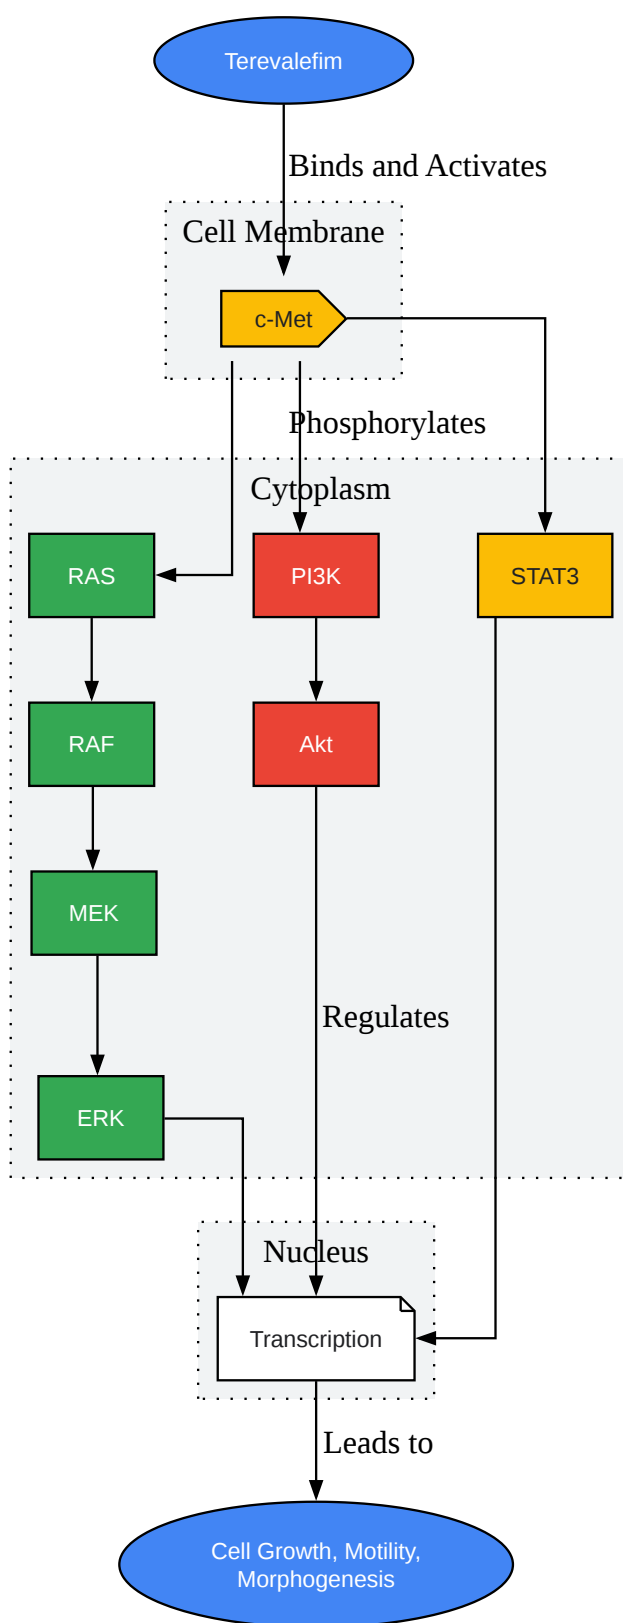 Terevalefim
Binds and Activates
Cell Membrane
c-Met
Phosphorylates
Cytoplasm
RAS
PI3K
STAT3
RAF
Akt
MEK
Regulates
ERK
Nucleus
Transcription
Leads to
Cell Growth, Motility,
Morphogenesis